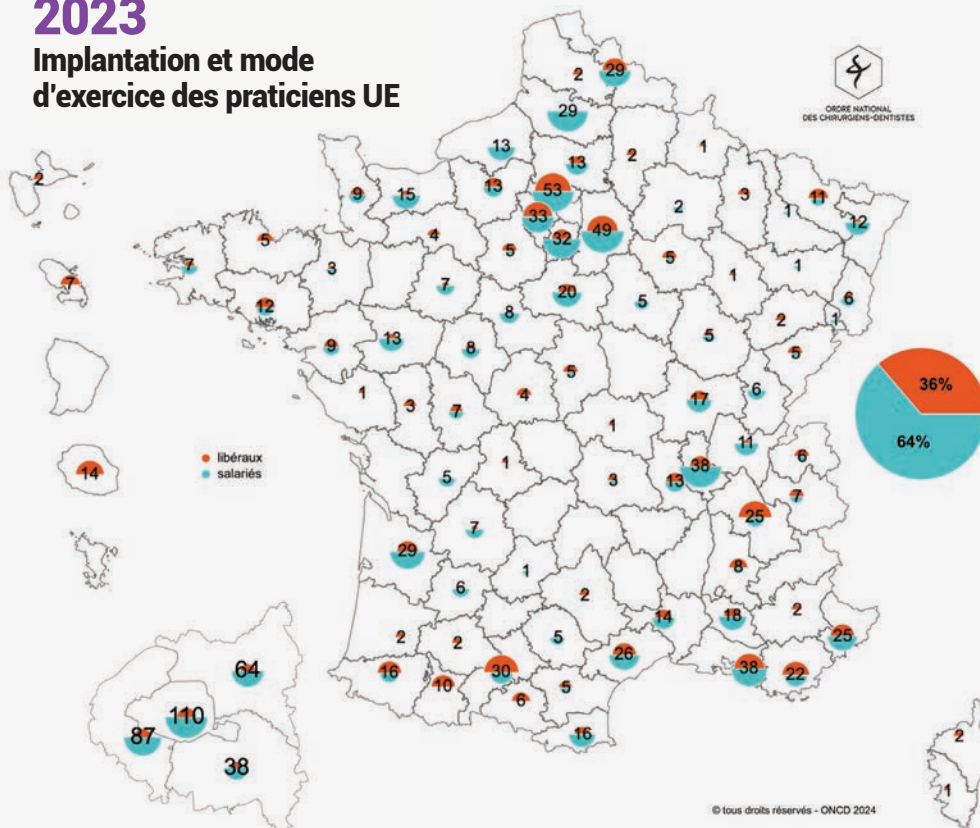 2023
Implantation et mode
d'exercice des praticiens UE
ORDRE NATIONAL
DES CHIRURGIENS-DENTISTES
2 29
29
13 13 2 1
2
9 15 13 53 2 3 1 11 12
33 32 49
5 4 5 5 1 1
7 3 7 20 5 6
12 8 5 2 1
9 13 8 5
7 1 3 7 4 5 17 6
1 11
36%
64%
libéraux
salariés
14
5 1 3 13 38 6
7
25
29 7
8
6 1 2
14 18 2
2 2 5 26 25
16 10 30 6 5 38 22
16
64
110
87
38
2
1
© tous droits réservés - ONCD 2024